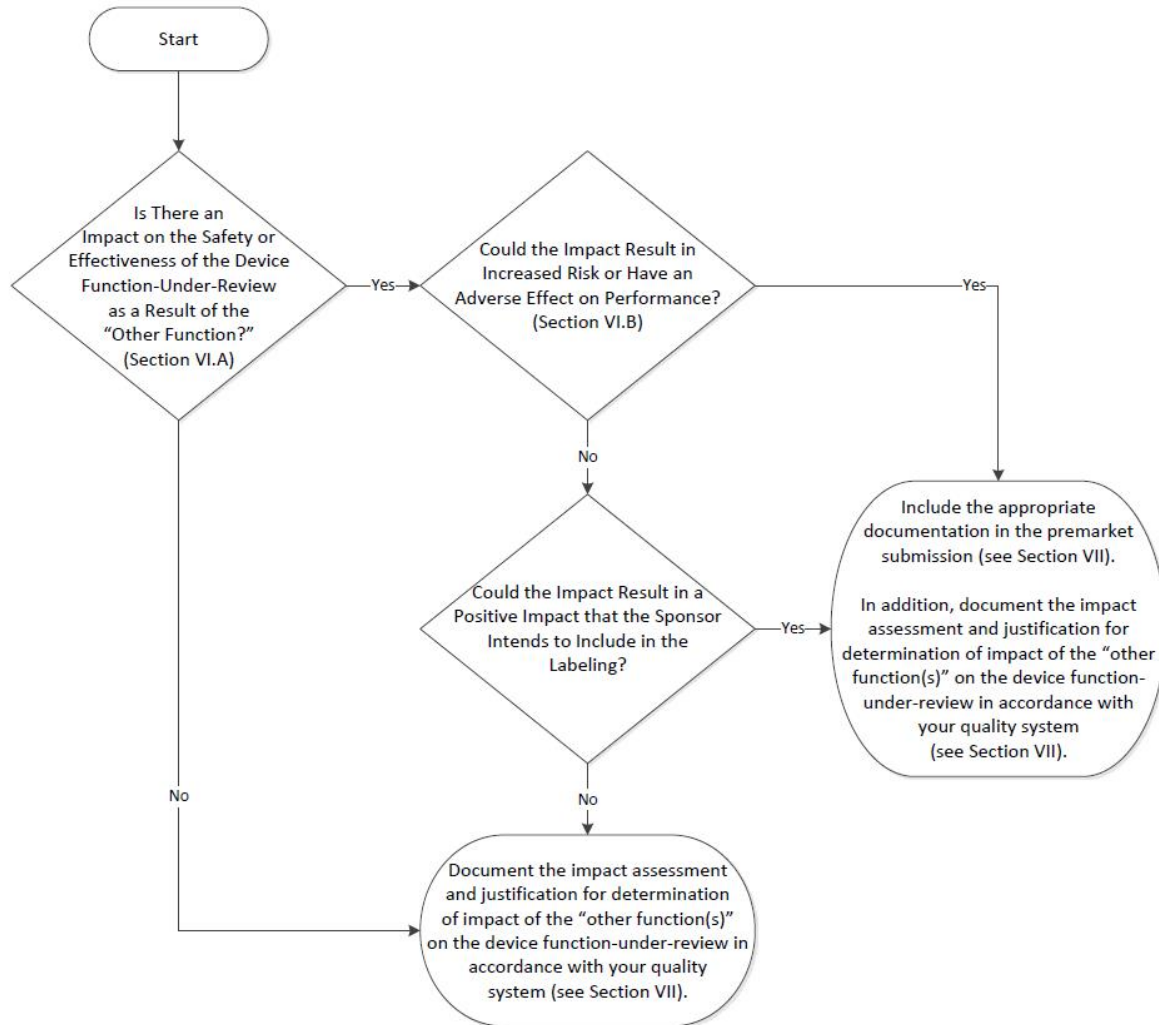 Start
Is There an
Impact on the Safety or
Effectiveness of the Device
Function-Under-Review
as a Result of the
“Other Function?”
(Section VI.A)
Yes
Could the Impact Result in
Increased Risk or Have an
Adverse Effect on Performance?
(Section VI.B)
Yes
No
Could the Impact Result in a
Positive Impact that the Sponsor
Intends to Include in the
Labeling?
Yes
Include the appropriate
documentation in the premarket
submission (see Section VII).
In addition, document the impact
assessment and justification for
determination of impact of the “other
function(s)” on the device function-
under-review in accordance with
your quality system
(see Section VII).
No
No
Document the impact assessment
and justification for determination
of impact of the “other function(s)”
on the device function-under-review in
accordance with your quality
system (see Section VII).